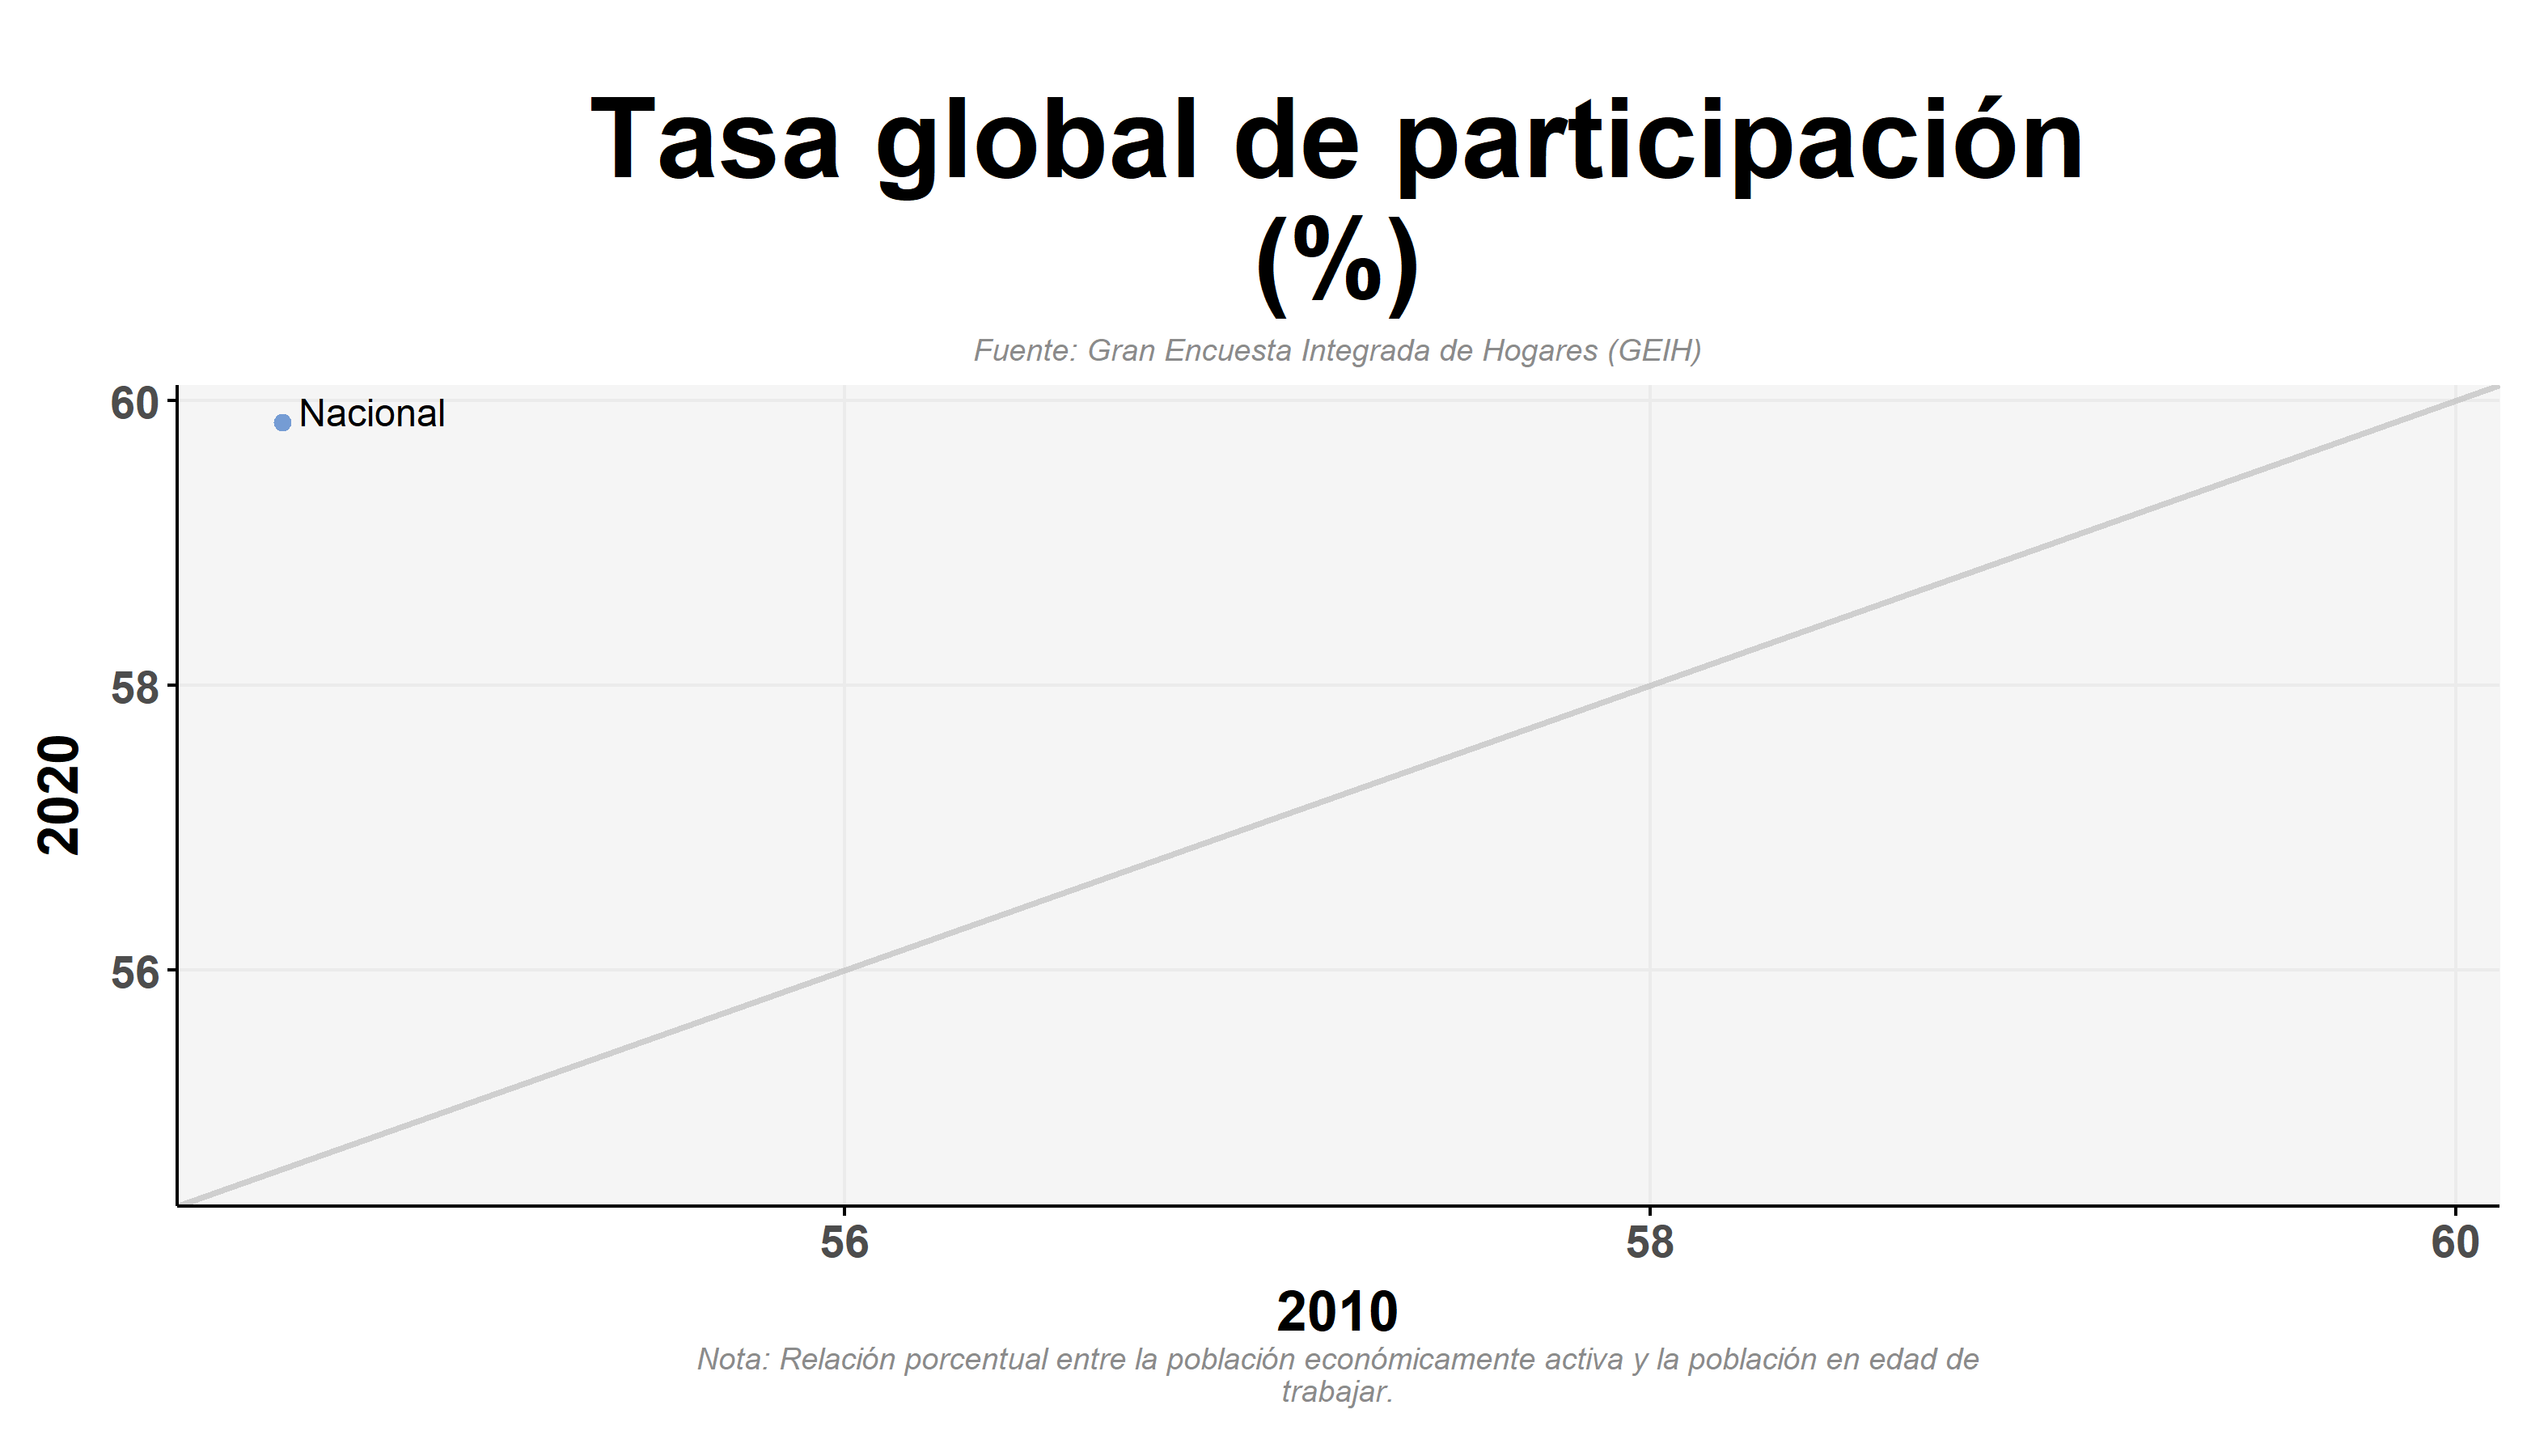 Tasa global de participación
(%)
Fuente: Gran Encuesta Integrada de Hogares (GEIH)
60
Nacional
58
2020
56
56
58
60
2010
Nota: Relación porcentual entre la población económicamente activa y la población en edad de
trabajar.